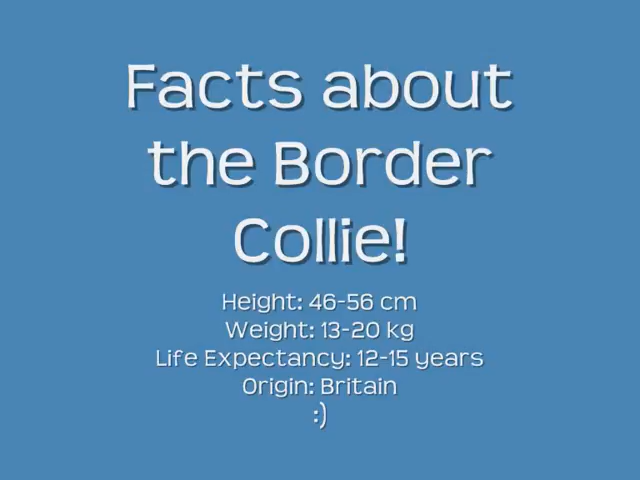 Facts about
the Border
Collie!
Height: 46-56 cm
Weight: 13-20 kg
Life Expectancy: 12-15 years
Origin: Britain
:)